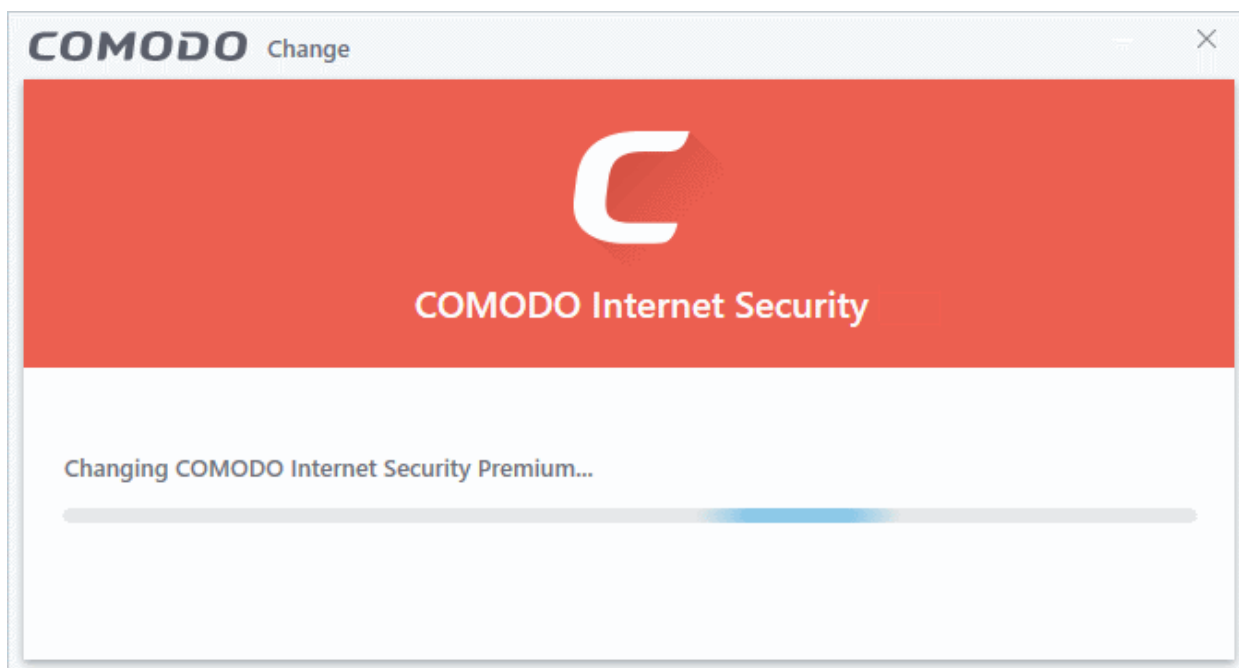 COMODO Change
COMODO Internet Security
Changing COMODO Internet Security Premium...